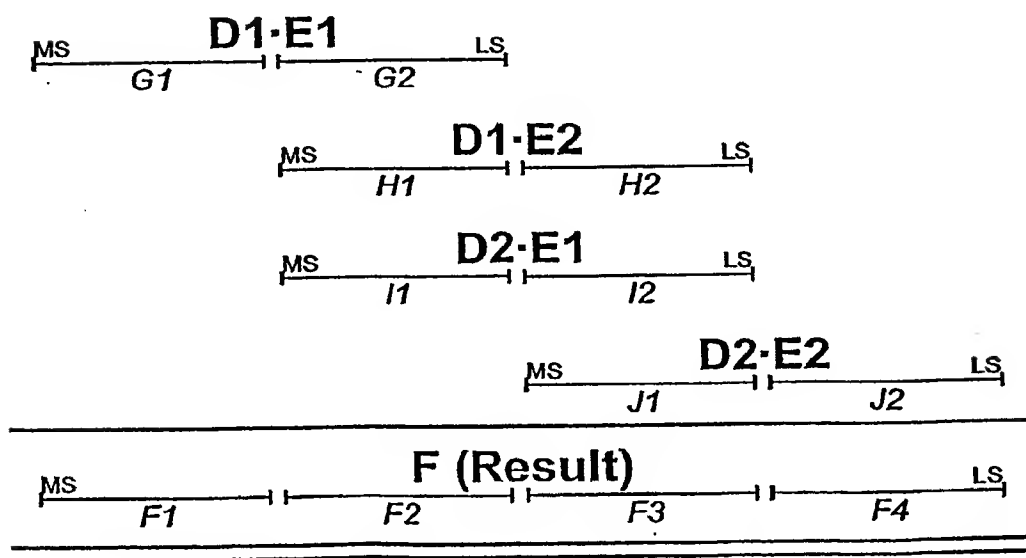 MS D1·E1 LS
G1 G2
MS D1·E2 LS
H1 H2
MS D2·E1 LS
I1 I2
MS D2·E2 LS
J1 J2
MS F (Result) LS
F1 F2 F3 F4